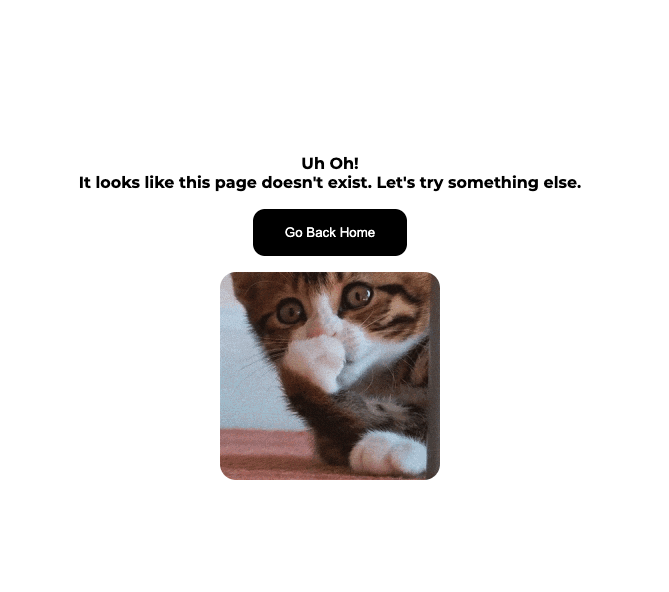 Uh Oh!
It looks like this page doesn't exist. Let's try something else.
Go Back Home